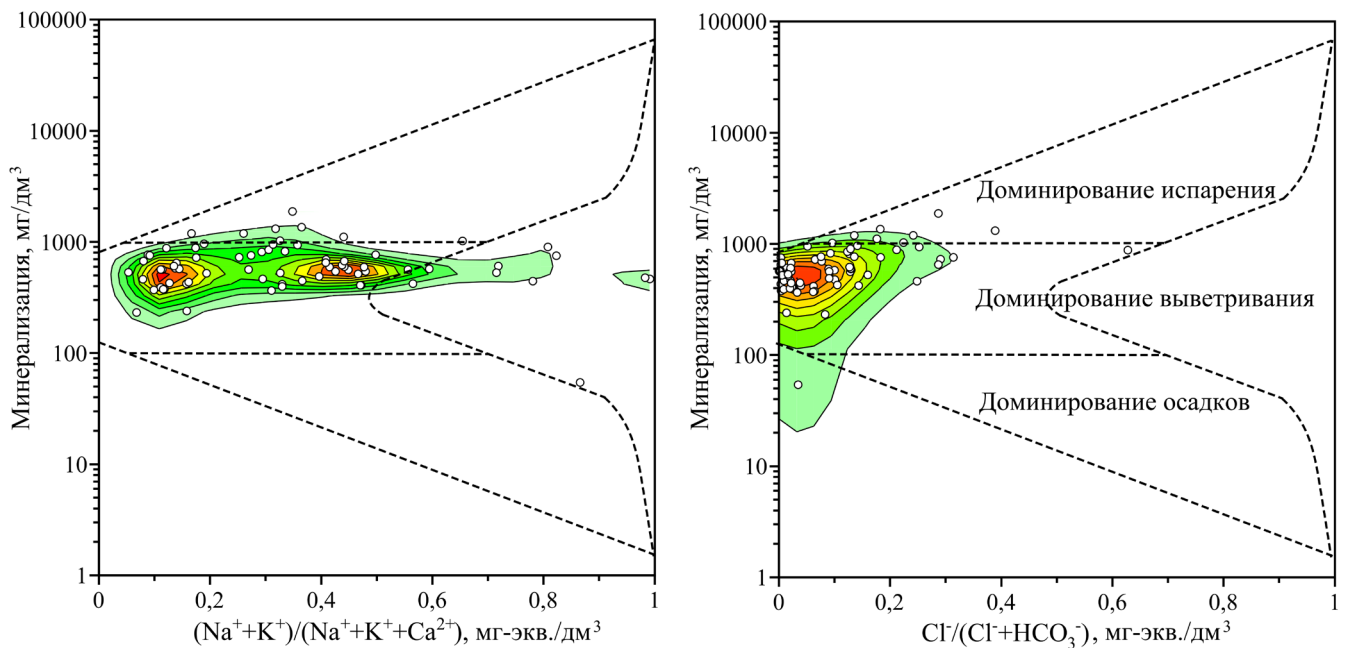 100000
10000
1000
100
10
1
Минерализация, мг/дм³
0 0,2 0,4 0,6 0,8 1
(Na⁺+K⁺)/(Na⁺+K⁺+Ca²⁺), мг-экв./дм³
100000
10000
1000
100
10
1
Минерализация, мг/дм³
Доминирование испарения
Доминирование выветривания
Доминирование осадков
0 0,2 0,4 0,6 0,8 1
Cl⁻/(Cl⁻+HCO₃⁻), мг-экв./дм³